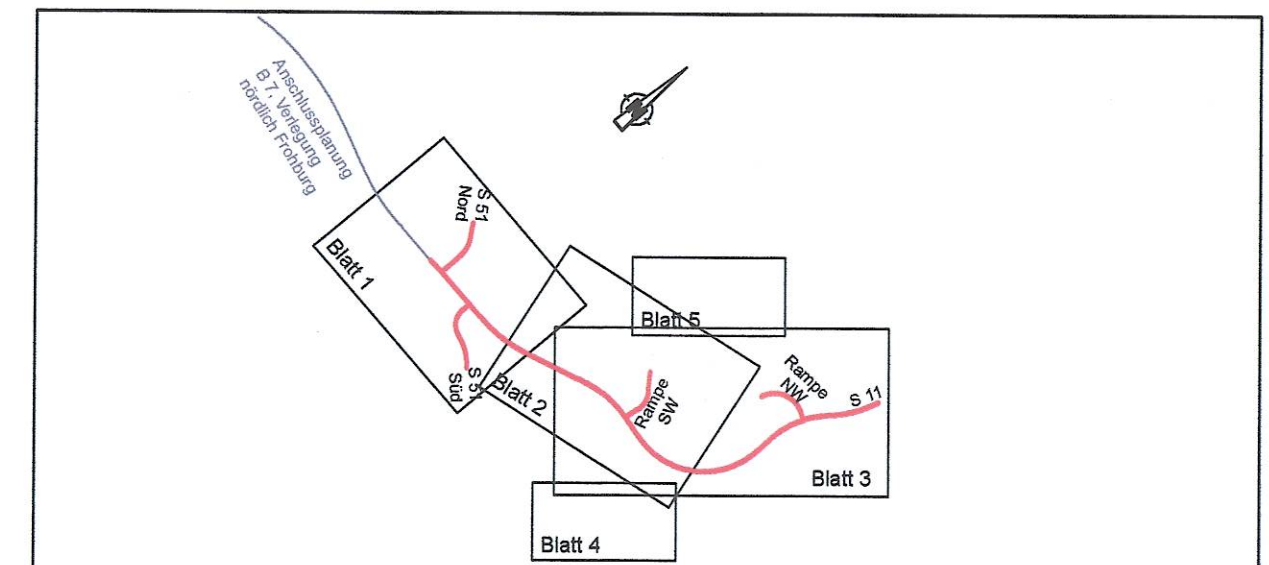 Anschlussplanung
B 7, Verlegung
nördlich Frohburg
S 51
Nord
Blatt 1
Blatt 5
S 51
Süd
Blatt 2
Rampe
SW
Rampe
NW
S 11
Blatt 3
Blatt 4